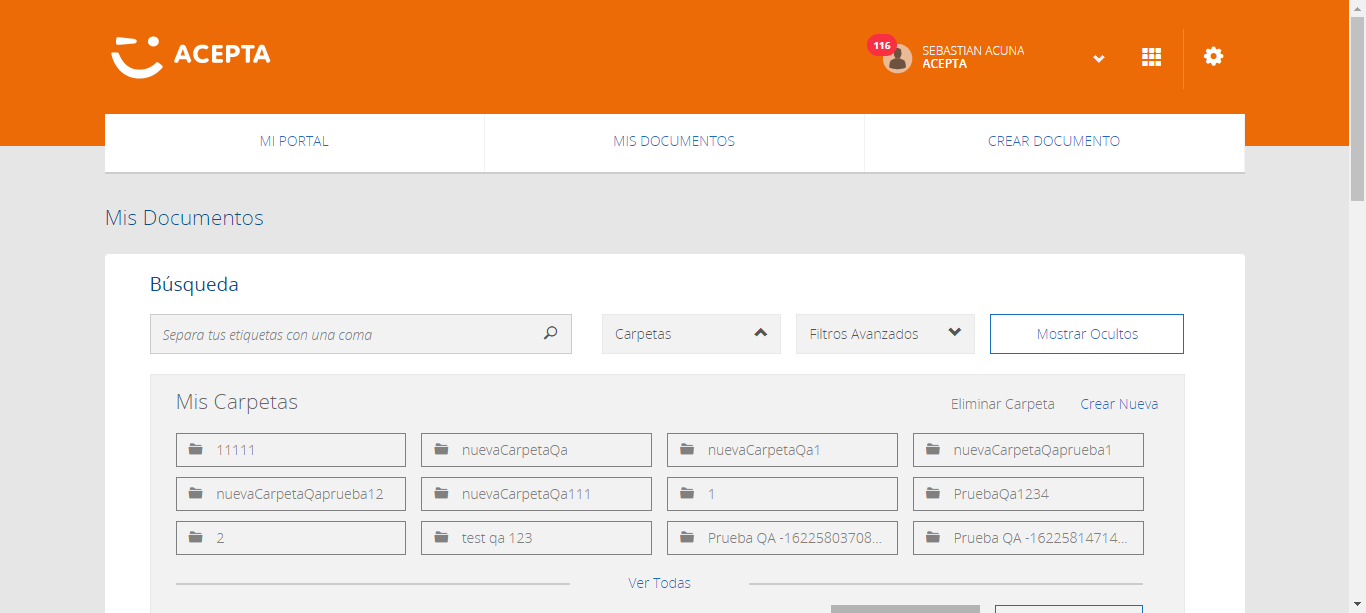 ACEPTA
116
SEBASTIAN ACUNA
ACEPTA
MI PORTAL
MIS DOCUMENTOS
CREAR DOCUMENTO
Mis Documentos
Búsqueda
Separa tus etiquetas con una coma
Carpetas
Filtros Avanzados
Mostrar Ocultos
Mis Carpetas
Eliminar Carpeta
Crear Nueva
11111
nuevaCarpetaQa
nuevaCarpetaQa1
nuevaCarpetaQaprueba1
nuevaCarpetaQaprueba12
nuevaCarpetaQa111
1
PruebaQa1234
2
test qa 123
Prueba QA -16225803708...
Prueba QA -16225814714...
Ver Todas